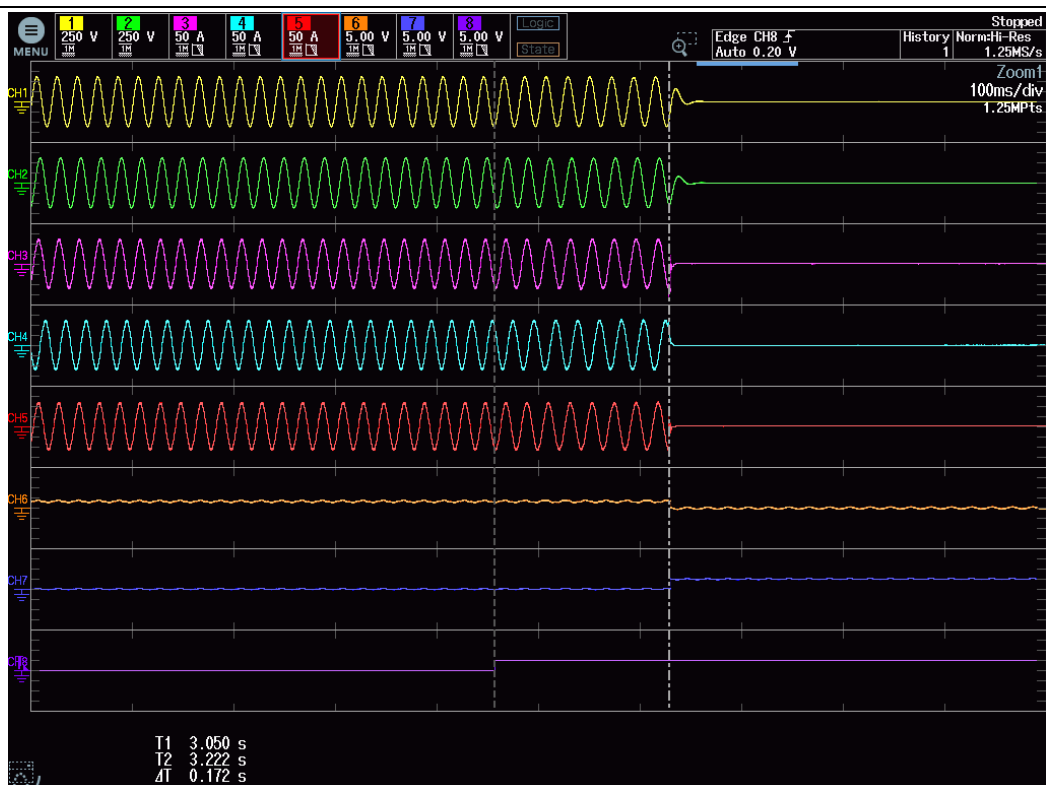 MENU
1 250 V 1M
2 250 V 1M
3 50 A 1M
4 50 A 1M
5 50 A 1M
6 5.00 V 1M
7 5.00 V 1M
8 5.00 V 1M
Logic
State
Edge CH8
Auto 0.20 V
Stopped
History 1
Norm:Hi-Res
1.25MS/s
Zoom1
100ms/div
1.25MPts
CH1
CH2
CH3
CH4
CH5
CH6
CH7
T1 3.050 s
T2 3.222 s
ΔT 0.172 s